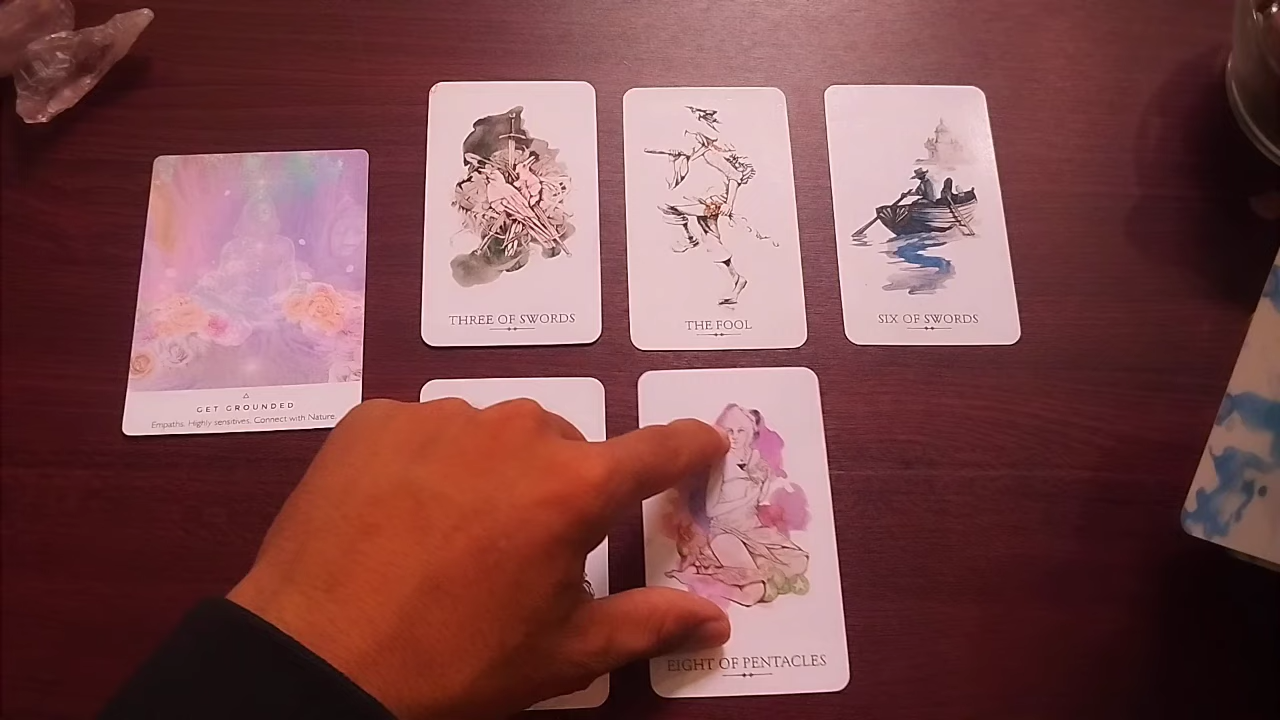 THREE OF SWORDS
THE FOOL
SIX OF SWORDS
GET GROUNDED
Empaths. Highly sensitives. Connect with Nature.
EIGHT OF PENTACLES